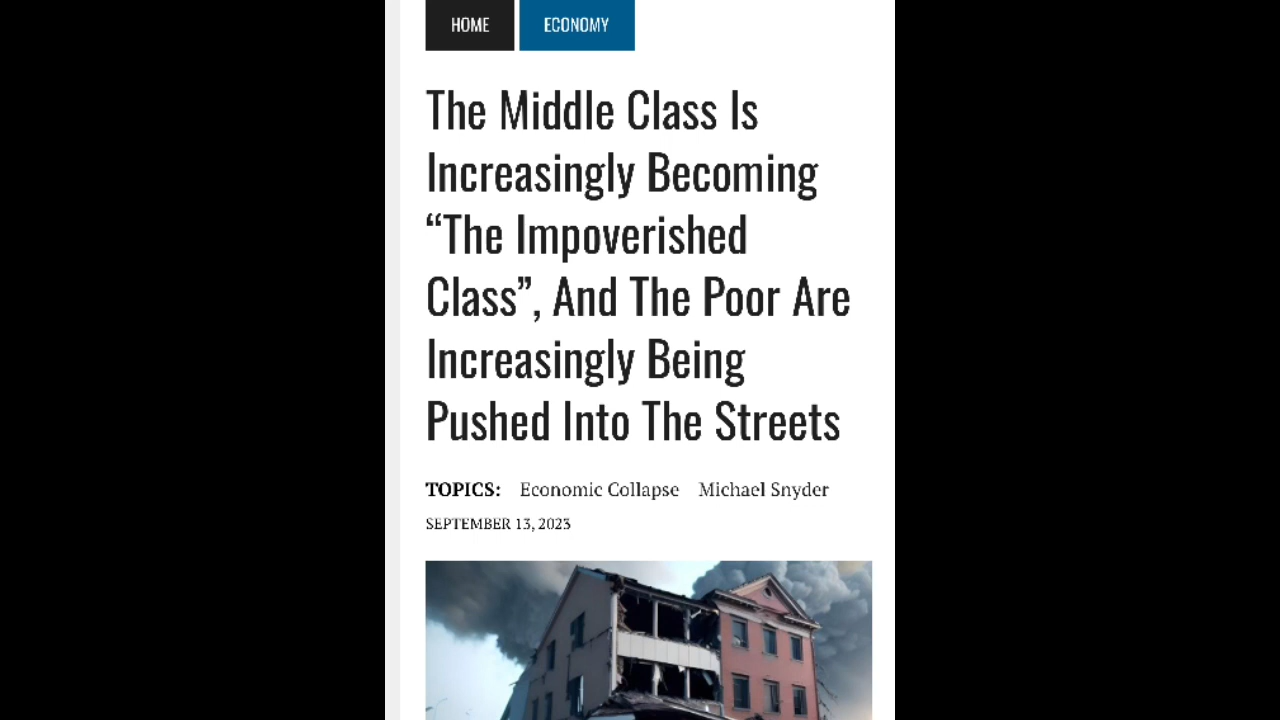 HOME ECONOMY
The Middle Class Is
Increasingly Becoming
“The Impoverished
Class”, And The Poor Are
Increasingly Being
Pushed Into The Streets
TOPICS: Economic Collapse Michael Snyder
SEPTEMBER 13, 2023